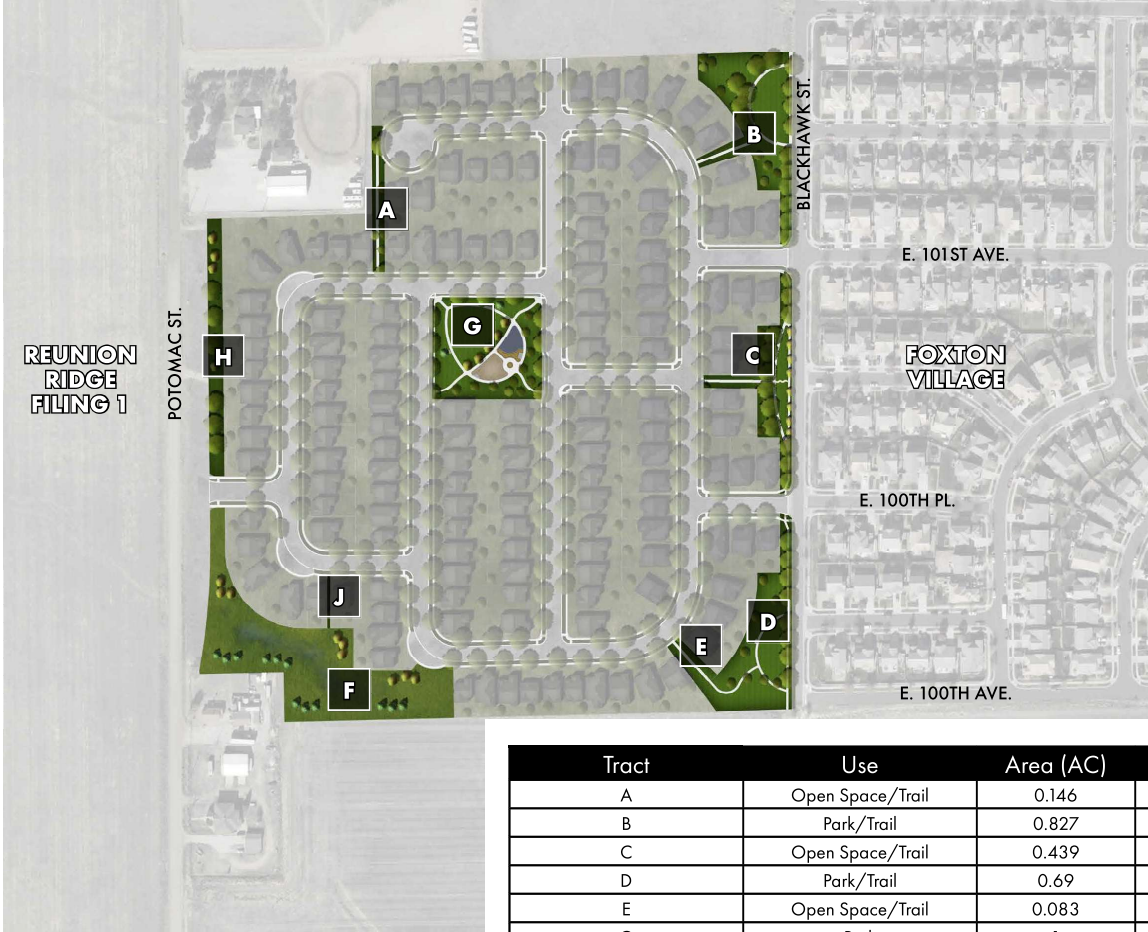 B
BLACKHAWK ST.
A
E. 101ST AVE.
G
POTOMAC ST.
H
C
REUNION
RIDGE
FILING 1
FOXTON
VILLAGE
E. 100TH PL.
J
D
E
F
E. 100TH AVE.
Tract Use Area (AC)
A Open Space/Trail 0.146
B Park/Trail 0.827
C Open Space/Trail 0.439
D Park/Trail 0.69
E Open Space/Trail 0.083